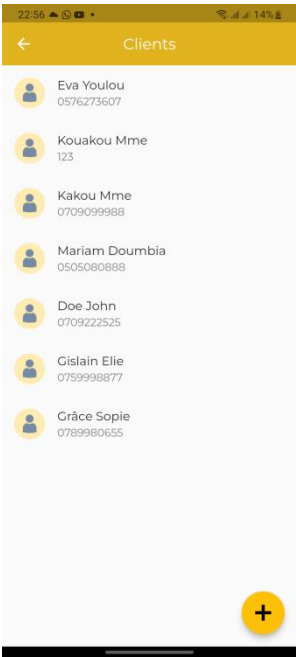 22:56 14%
Clients
Eva Youlou
0576273607
Kouakou Mme
123
Kakou Mme
0709099988
Mariam Doumbia
0505080888
Doe John
0709222525
Gislain Elie
0759998877
Grâce Sopie
0789980655